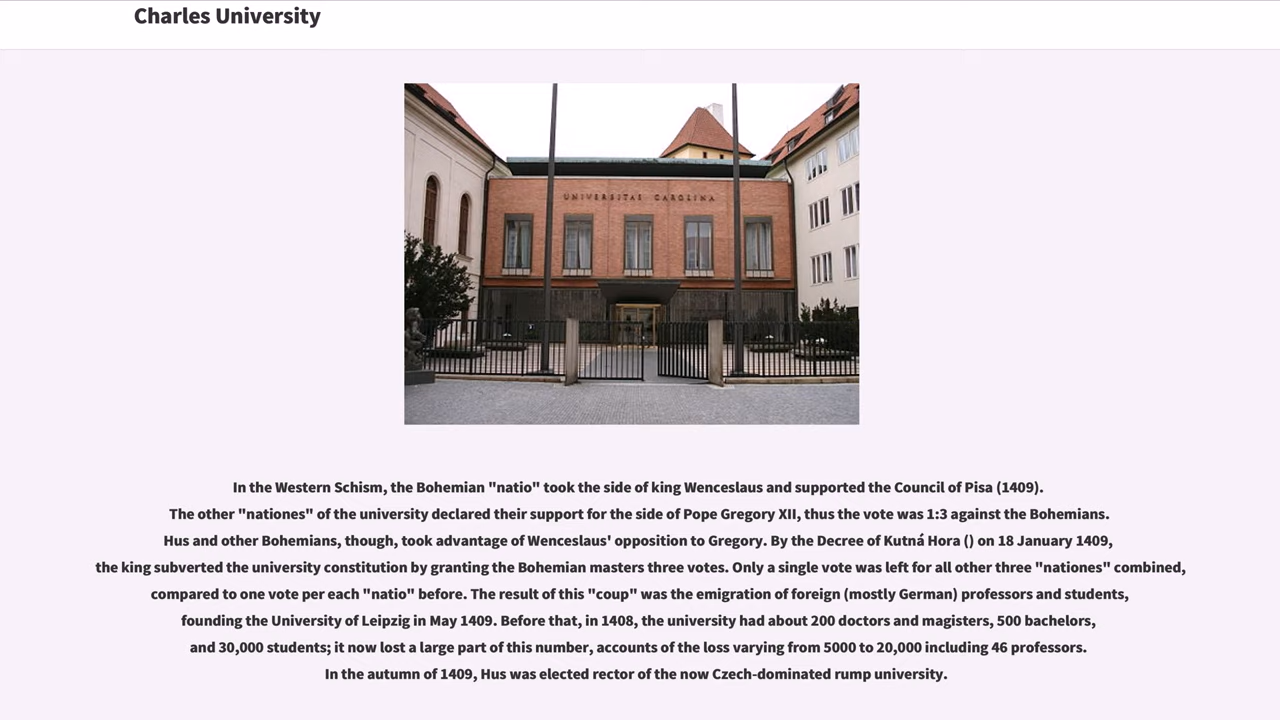 Charles University
UNIVERSITAS CAROLINA
In the Western Schism, the Bohemian "natio" took the side of king Wenceslaus and supported the Council of Pisa (1409).
The other "nationes" of the university declared their support for the side of Pope Gregory XII, thus the vote was 1:3 against the Bohemians.
Hus and other Bohemians, though, took advantage of Wenceslaus' opposition to Gregory. By the Decree of Kutná Hora () on 18 January 1409,
the king subverted the university constitution by granting the Bohemian masters three votes. Only a single vote was left for all other three "nationes" combined,
compared to one vote per each "natio" before. The result of this "coup" was the emigration of foreign (mostly German) professors and students,
founding the University of Leipzig in May 1409. Before that, in 1408, the university had about 200 doctors and magisters, 500 bachelors,
and 30,000 students; it now lost a large part of this number, accounts of the loss varying from 5000 to 20,000 including 46 professors.
In the autumn of 1409, Hus was elected rector of the now Czech-dominated rump university.